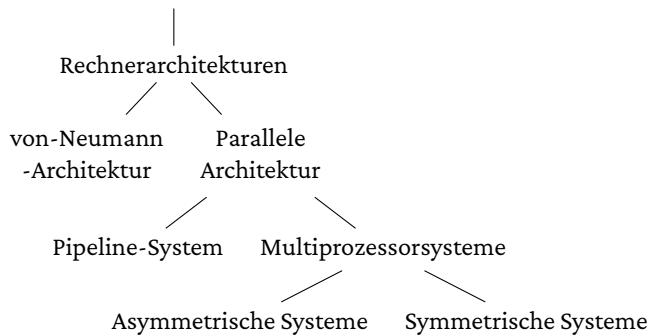 Rechnerarchitekturen
von-Neumann Parallele
-Architektur Architektur
Pipeline-System Multiprozessorsysteme
Asymmetrische Systeme Symmetrische Systeme